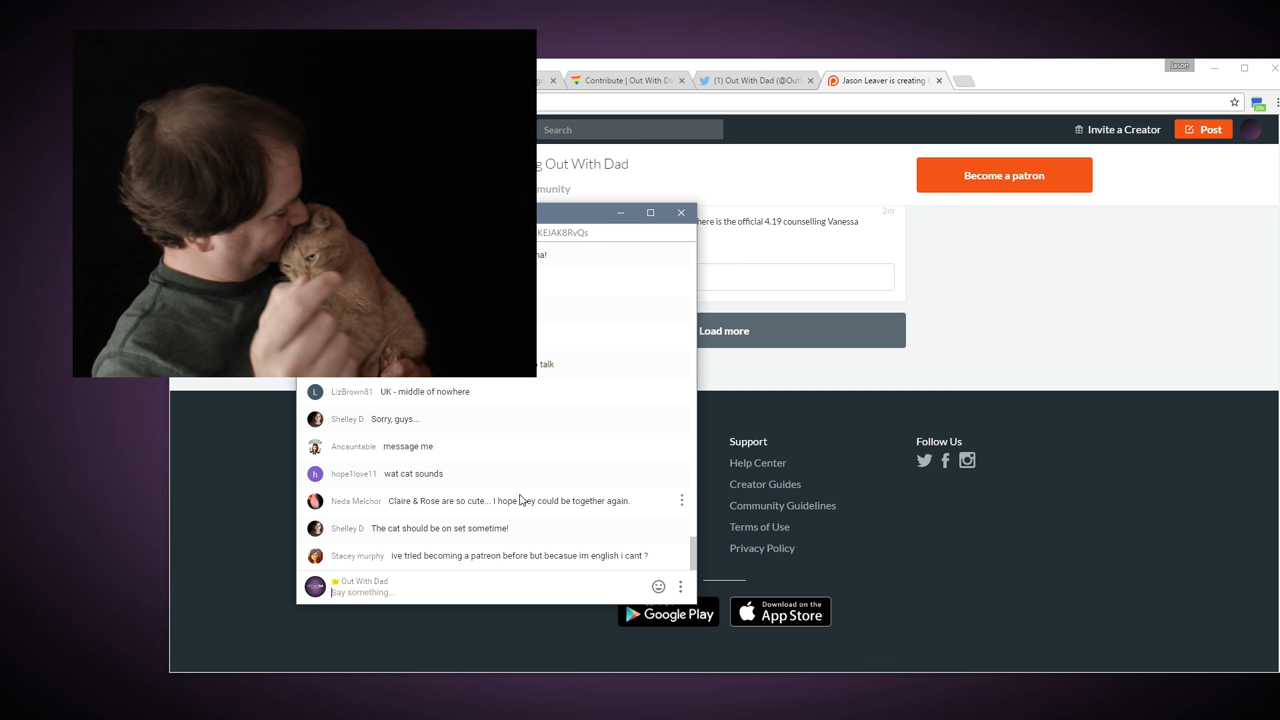 Jason
Contribute | Out With Da
(1) Out With Dad (@Out
Jason Leaver is creating
Search
Invite a Creator
Post
g Out With Dad
Become a patron
munity
2m
here is the official 4.19 counselling Vanessa
KEJAK8RvQs
na!
Load more
talk
L LizBrown81 UK - middle of nowhere
Shelley D Sorry, guys...
Ancauntable message me
h hope1love11 wat cat sounds
Neda Melchor Claire & Rose are so cute... I hope they could be together again.
Shelley D The cat should be on set sometime!
Stacey murphy ive tried becoming a patreon before but becasue im english i cant ?
Out With Dad
Say something...
Support
Help Center
Creator Guides
Community Guidelines
Terms of Use
Privacy Policy
Follow Us
Google Play
Download on the
App Store